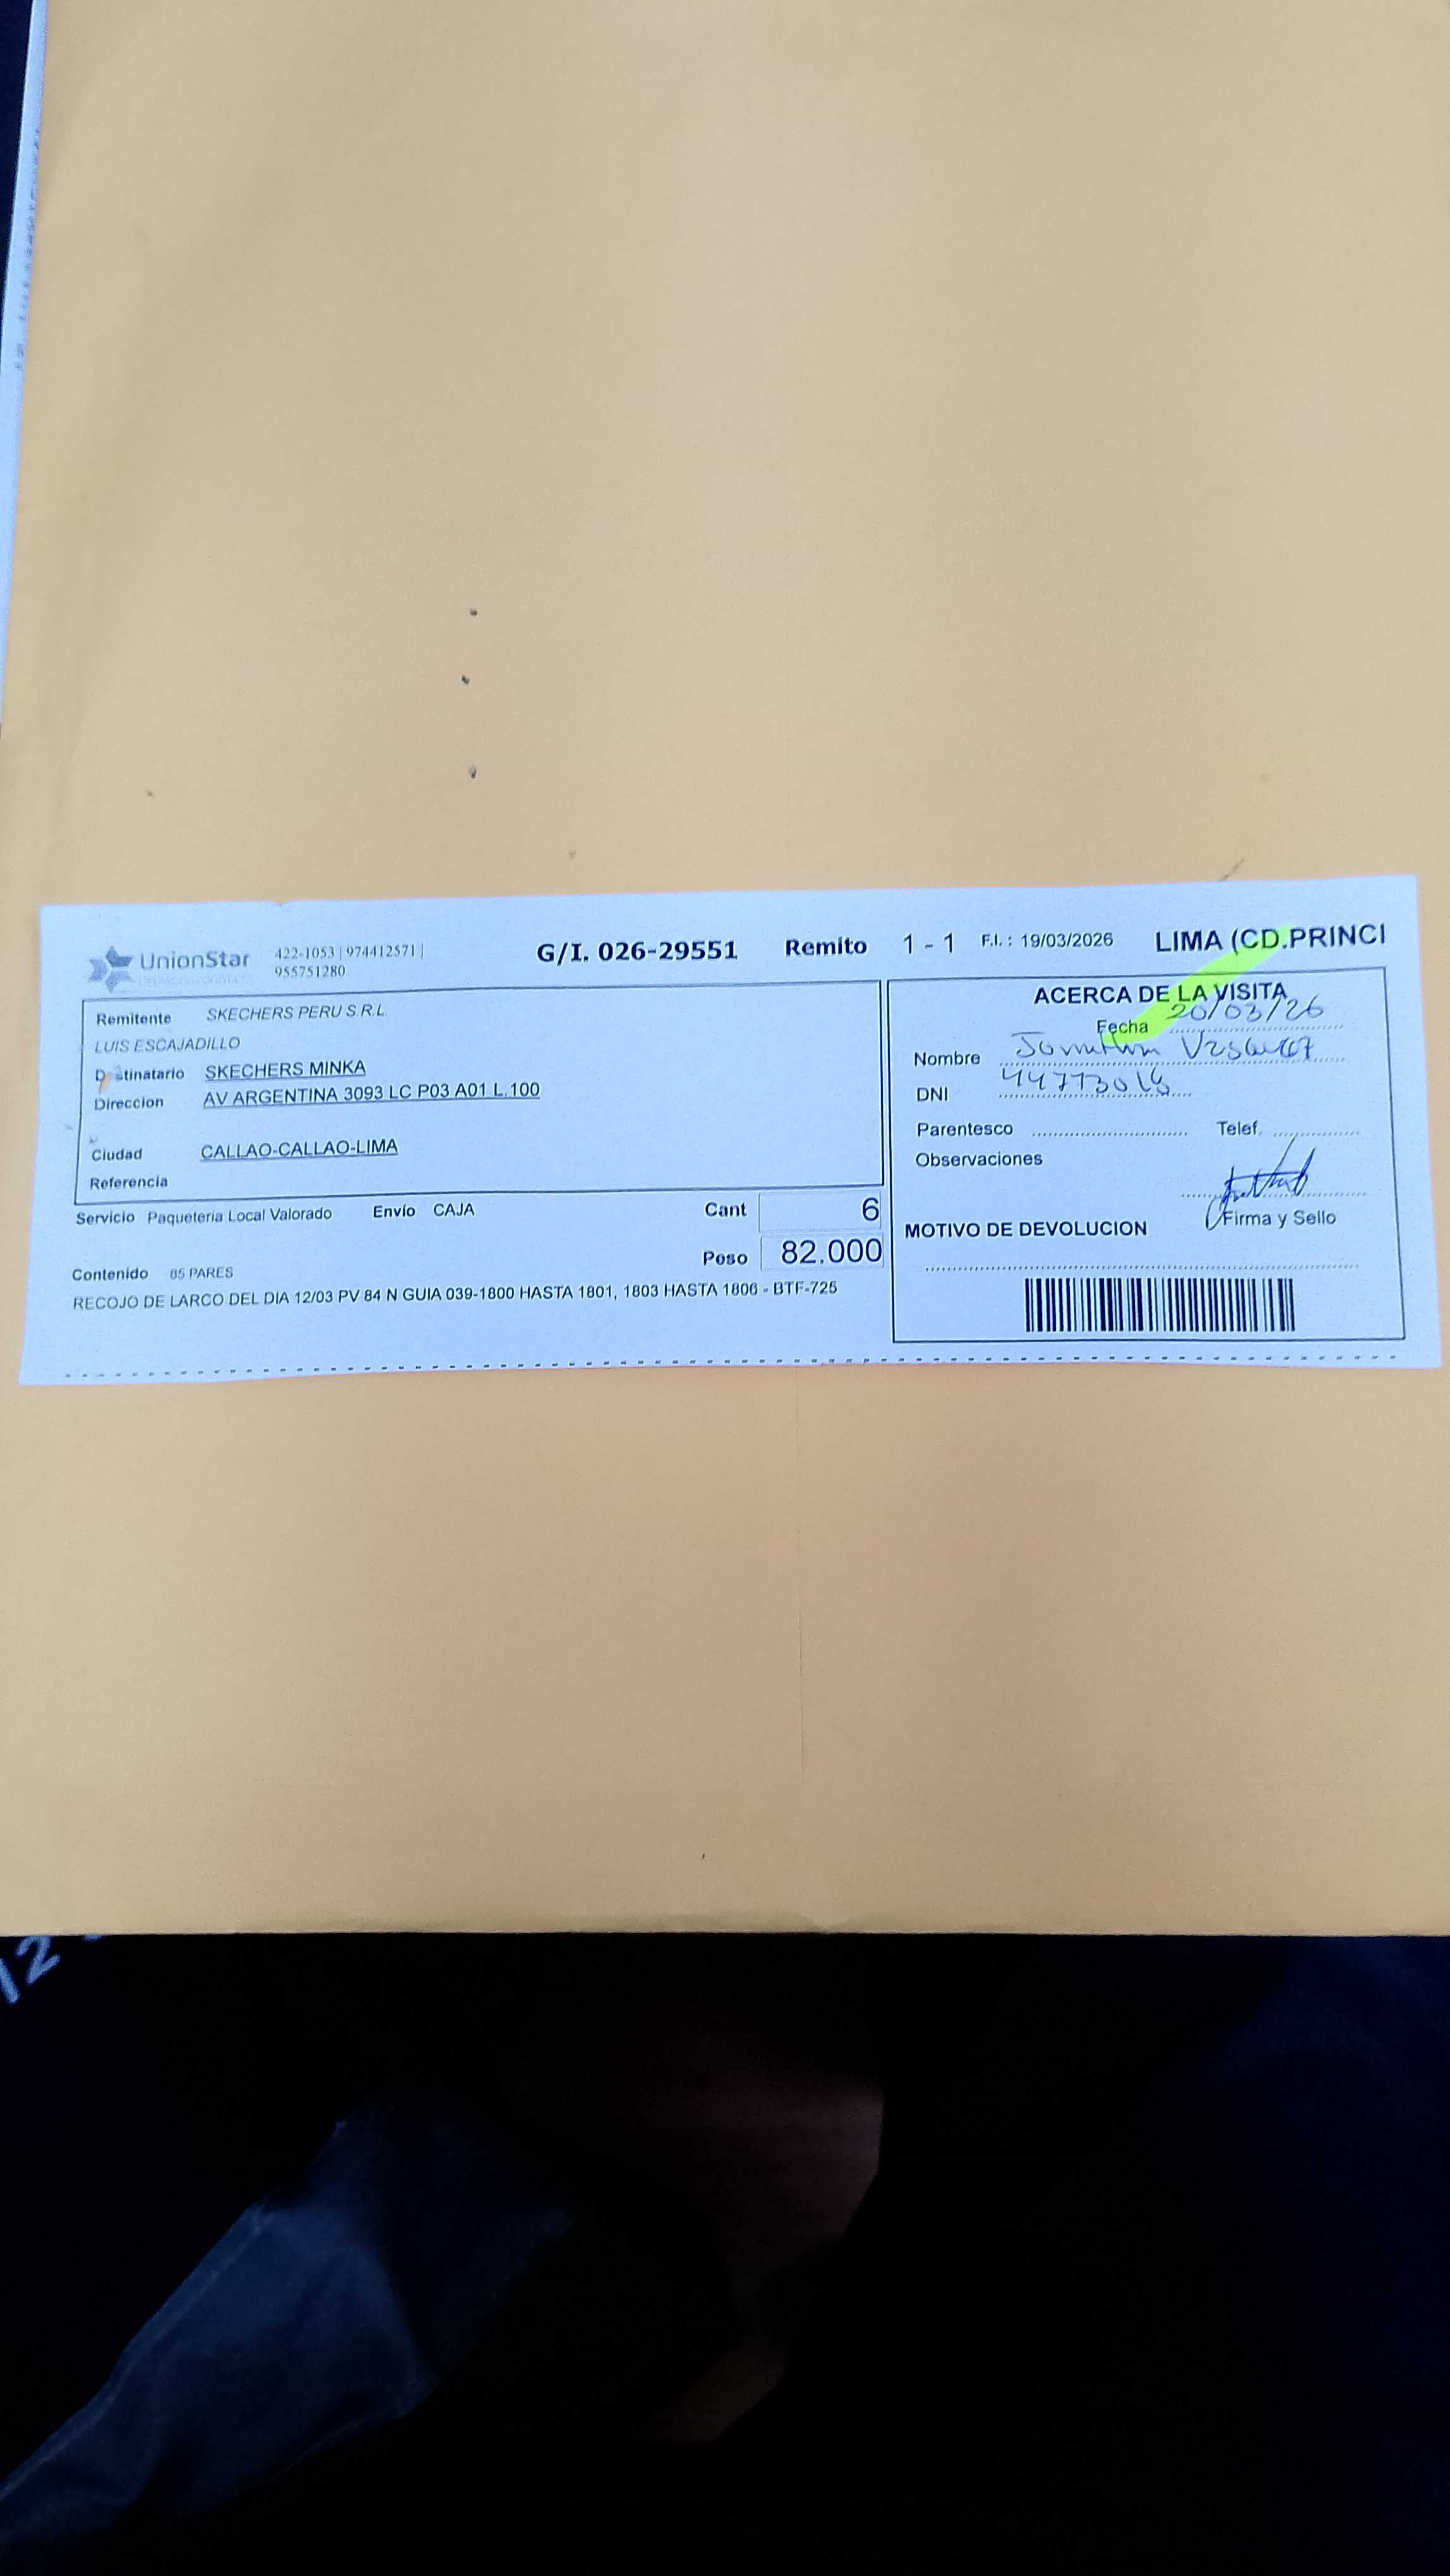 UnionStar 422-1053 | 974412571 |
955751280
G/I. 026-29551 Remito 1 - 1 F.I. : 19/03/2026 LIMA (CD.PRINCI
Remitente SKECHERS PERU S.R.L.
LUIS ESCAJADILLO
Destinatario SKECHERS MINKA
Direccion AV ARGENTINA 3093 LC P03 A01 L.100
Ciudad CALLAO-CALLAO-LIMA
Referencia
Servicio Paqueteria Local Valorado Envío CAJA Cant 6
Peso 82.000
Contenido 85 PARES
RECOJO DE LARCO DEL DIA 12/03 PV 84 N GUIA 039-1800 HASTA 1801, 1803 HASTA 1806 - BTF-725
ACERCA DE LA VISITA
Fecha 20/03/26
Nombre
DNI
Parentesco Telef.
Observaciones
Firma y Sello
MOTIVO DE DEVOLUCION
12